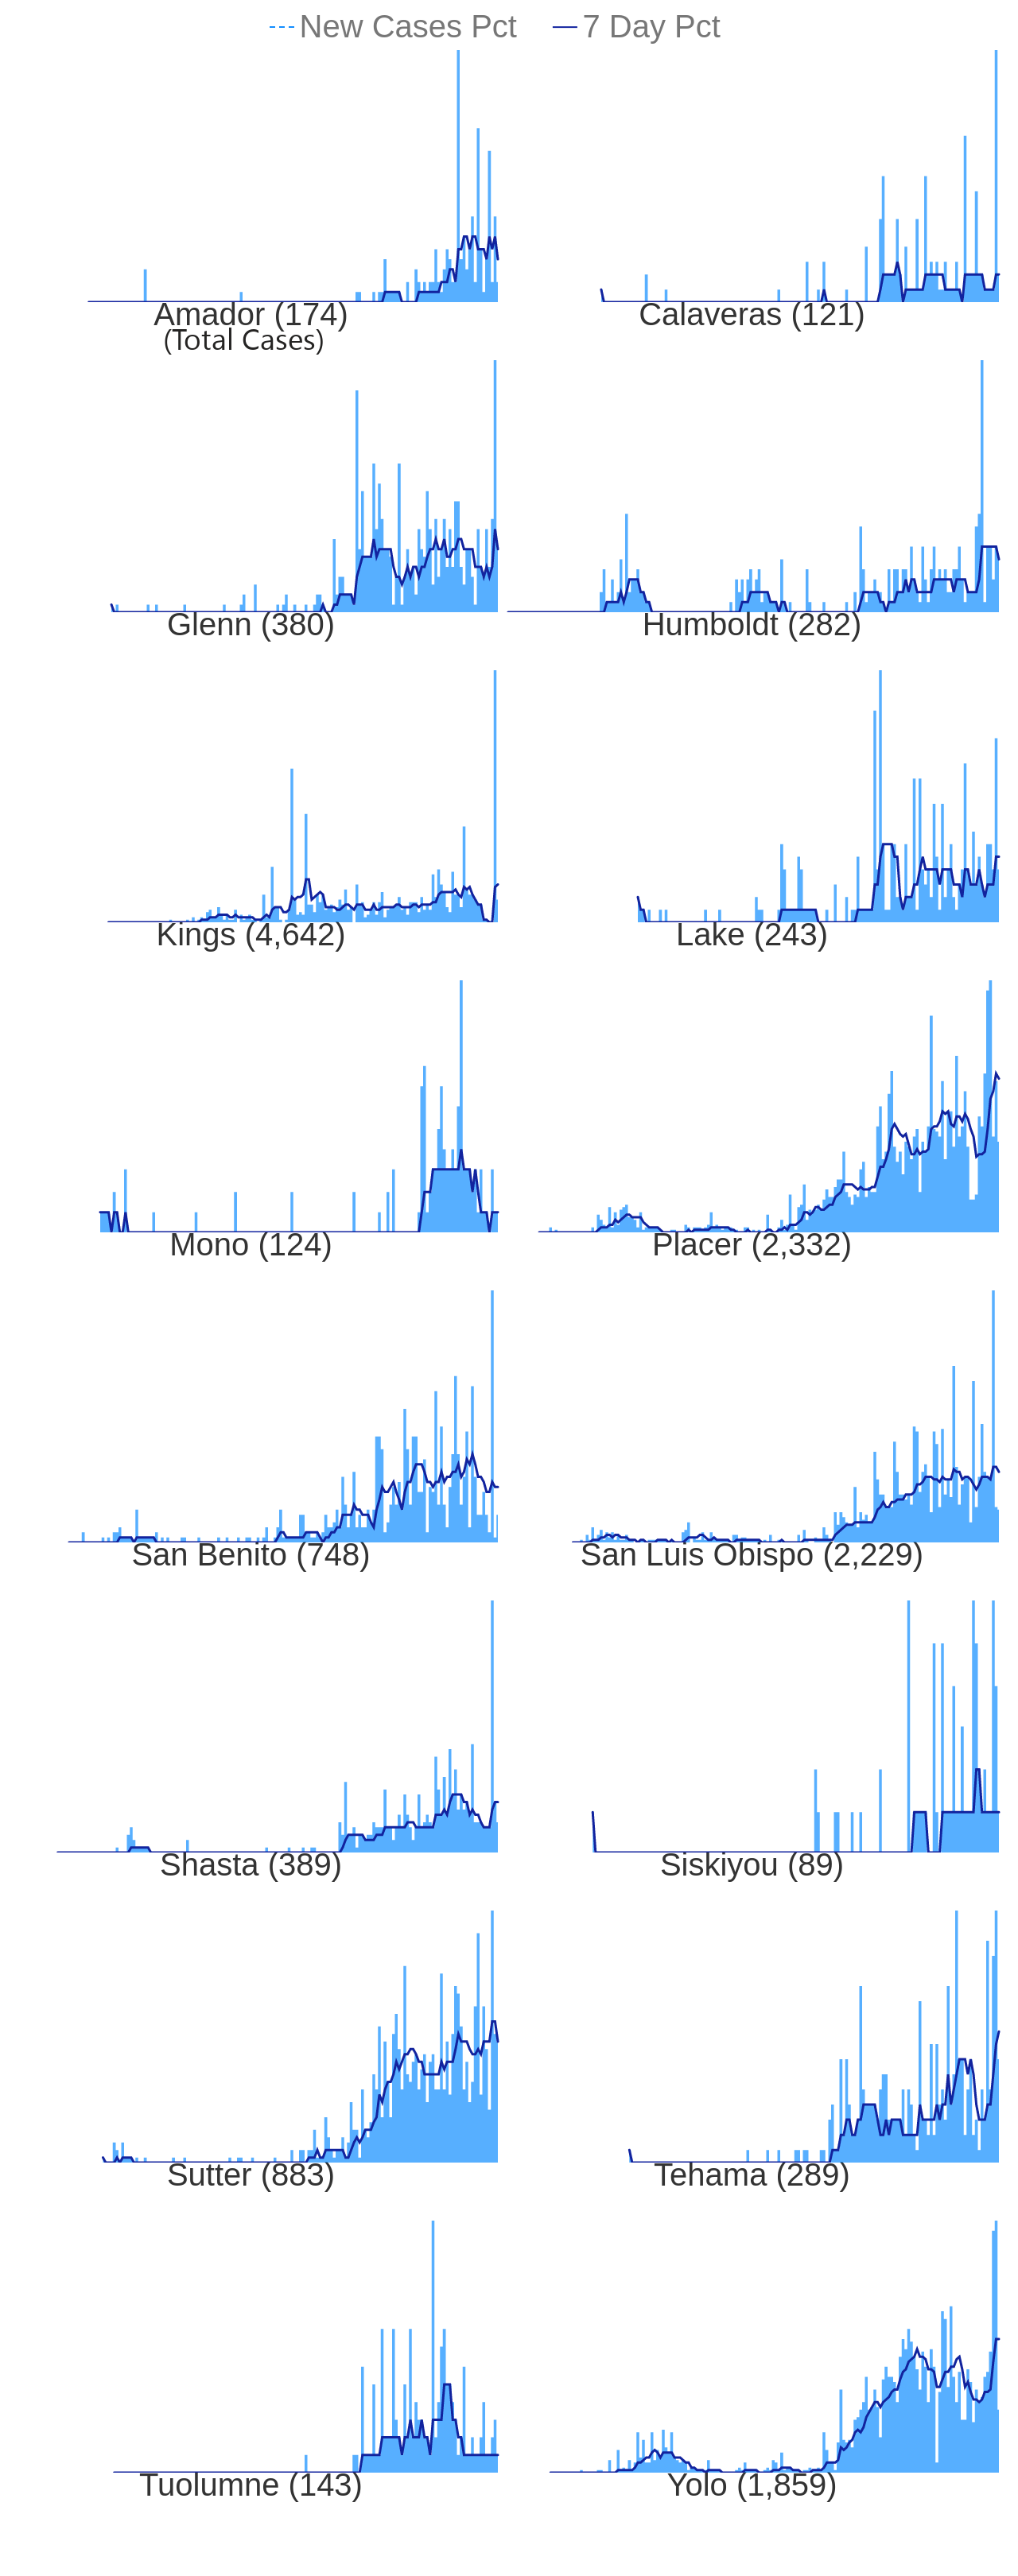 New Cases Pct 7 Day Pct
Amador (174) Calaveras (121)
(Total Cases)
Glenn (380) Humboldt (282)
Kings (4,642) Lake (243)
Mono (124) Placer (2,332)
San Benito (748) San Luis Obispo (2,229)
Shasta (389) Siskiyou (89)
Sutter (883) Tehama (289)
Tuolumne (143) Yolo (1,859)